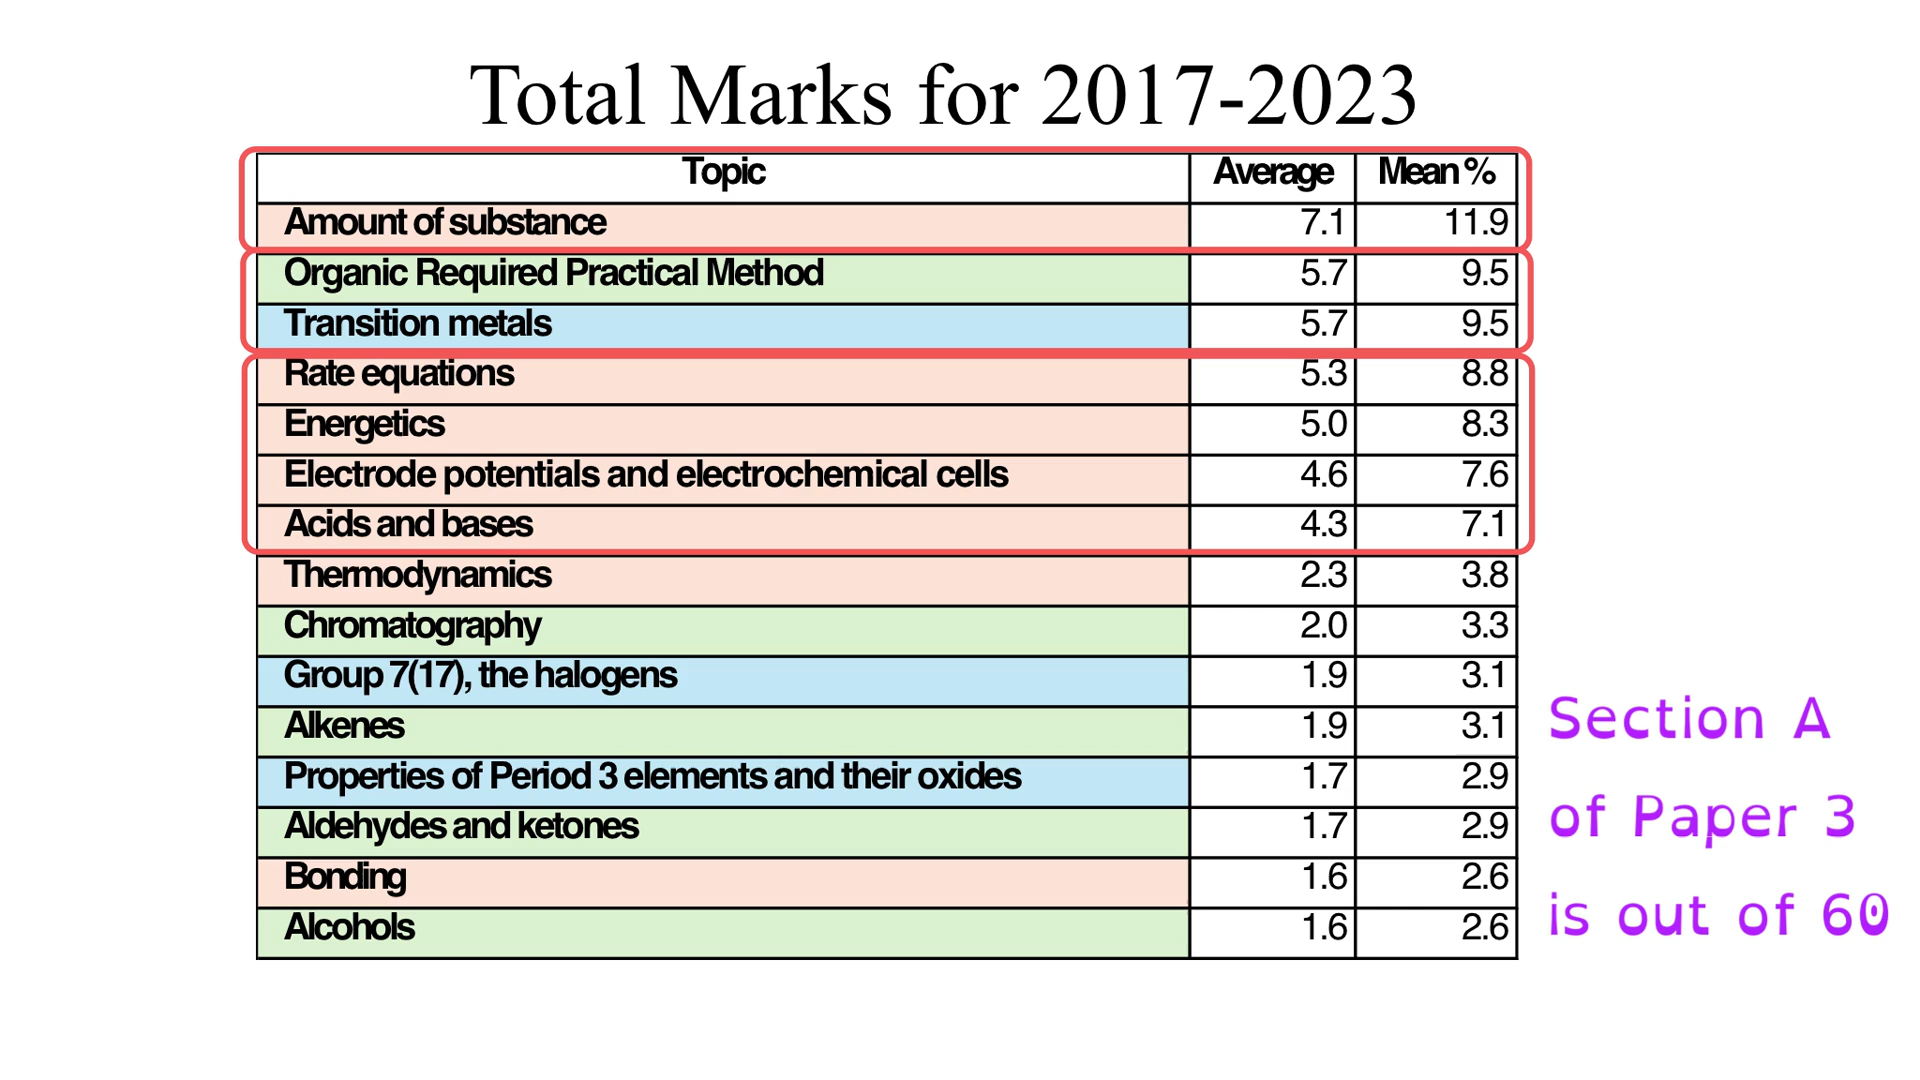 Total Marks for 2017-2023
Topic Average Mean %
Amount of substance 7.1 11.9
Organic Required Practical Method 5.7 9.5
Transition metals 5.7 9.5
Rate equations 5.3 8.8
Energetics 5.0 8.3
Electrode potentials and electrochemical cells 4.6 7.6
Acids and bases 4.3 7.1
Thermodynamics 2.3 3.8
Chromatography 2.0 3.3
Group 7(17), the halogens 1.9 3.1
Alkenes 1.9 3.1
Properties of Period 3 elements and their oxides 1.7 2.9
Aldehydes and ketones 1.7 2.9
Bonding 1.6 2.6
Alcohols 1.6 2.6
Section A
of Paper 3
is out of 60